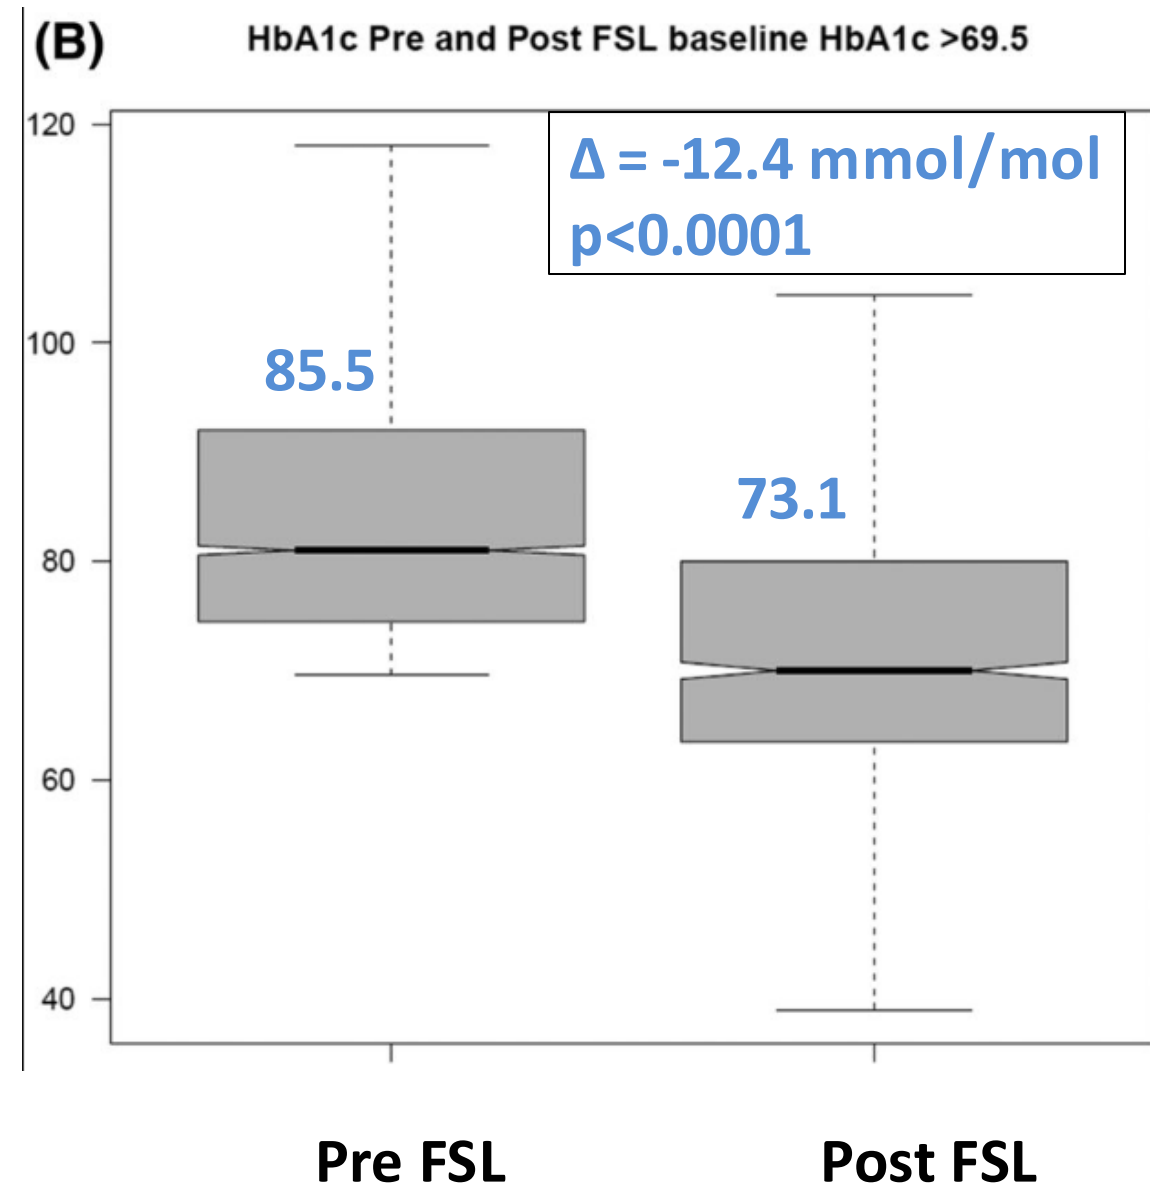 (B) HbA1c Pre and Post FSL baseline HbA1c >69.5
120
Δ = -12.4 mmol/mol
p<0.0001
100
85.5
73.1
80
60
40
Pre FSL Post FSL